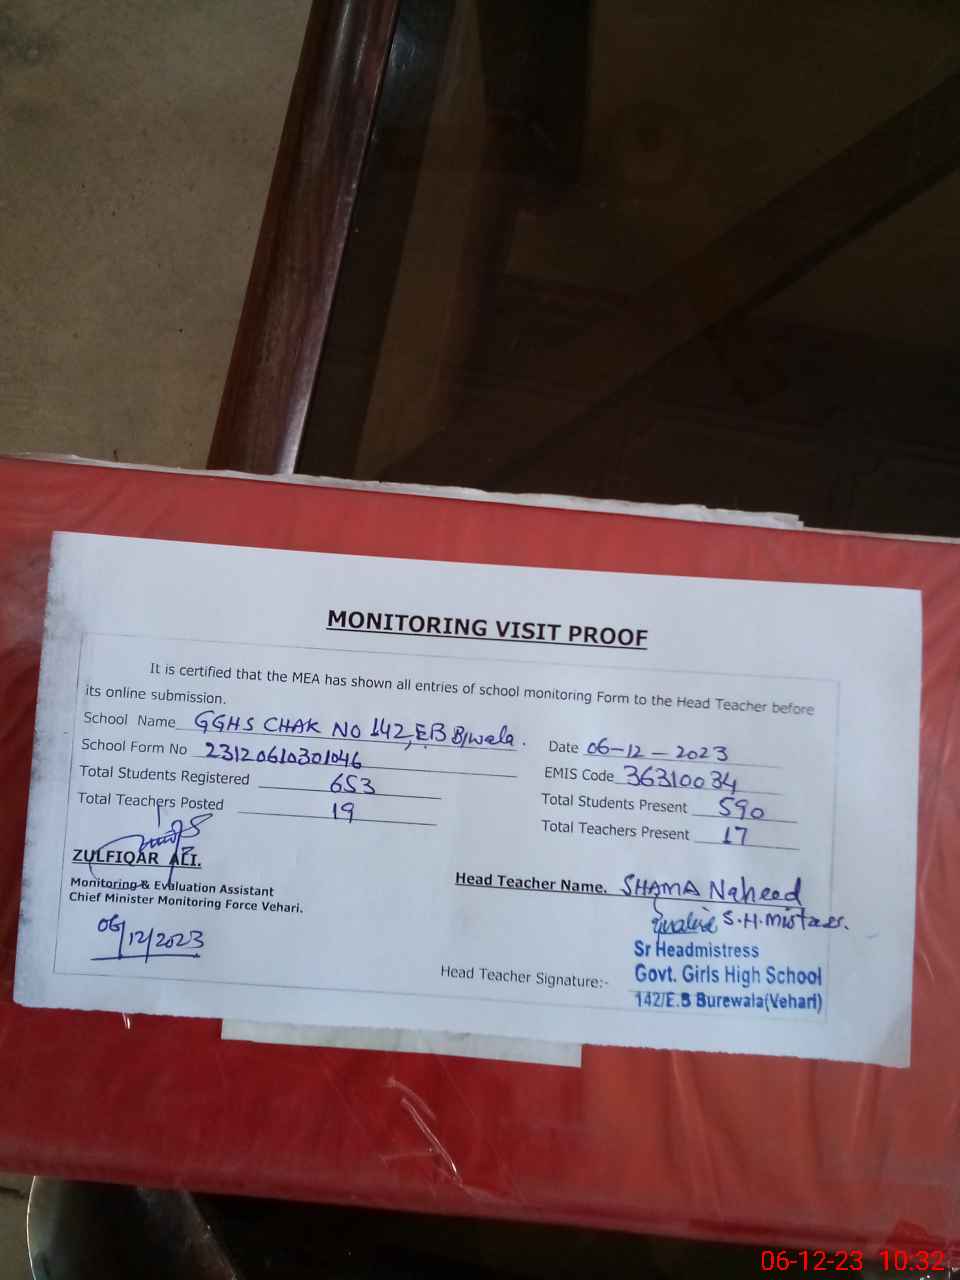 MONITORING VISIT PROOF
It is certified that the MEA has shown all entries of school monitoring Form to the Head Teacher before
its online submission.
School Name GGHS CHAK NO 142, EB B/wala.
Date 06-12-2023
School Form No 23120610301046
EMIS Code 36310034
Total Students Registered 653
Total Students Present 590
Total Teachers Posted 19
Total Teachers Present 17
ZULFIQAR ALI.
Monitoring & Evaluation Assistant
Chief Minister Monitoring Force Vehari.
06/12/2023
Head Teacher Name. SHAMA Naheed
S.H.Mistress.
Head Teacher Signature:-
Sr Headmistress
Govt. Girls High School
142/E.B Burewala(Vehari)
06-12-23 10:32